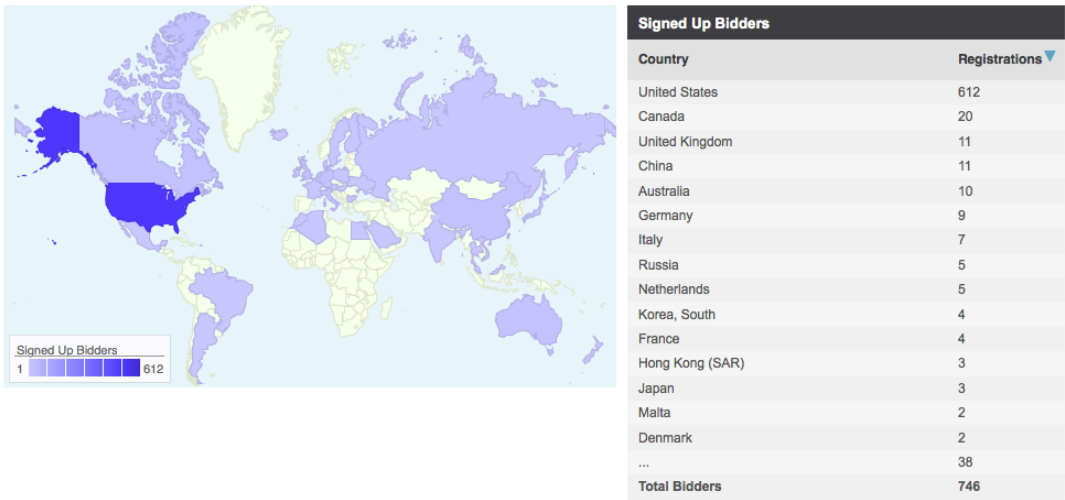 Signed Up Bidders
1 612
Signed Up Bidders
Country Registrations
United States 612
Canada 20
United Kingdom 11
China 11
Australia 10
Germany 9
Italy 7
Russia 5
Netherlands 5
Korea, South 4
France 4
Hong Kong (SAR) 3
Japan 3
Malta 2
Denmark 2
... 38
Total Bidders 746